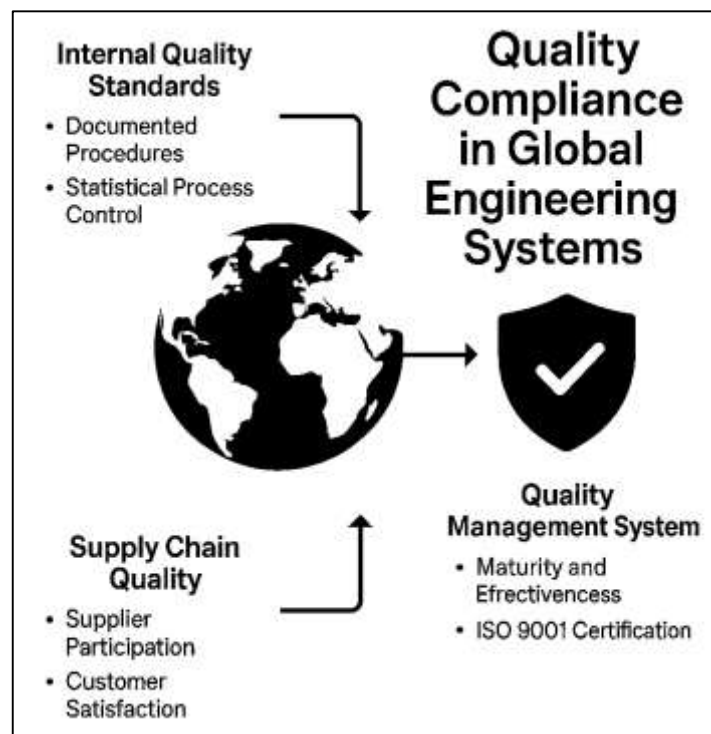 Internal Quality
Standards
• Documented
Procedures
• Statistical Process
Control
Quality
Compliance
in Global
Engineering
Systems
Supply Chain
Quality
• Supplier
Participation
• Customer
Satisfaction
Quality
Management System
• Maturity and
Efrectivencess
• ISO 9001 Certification